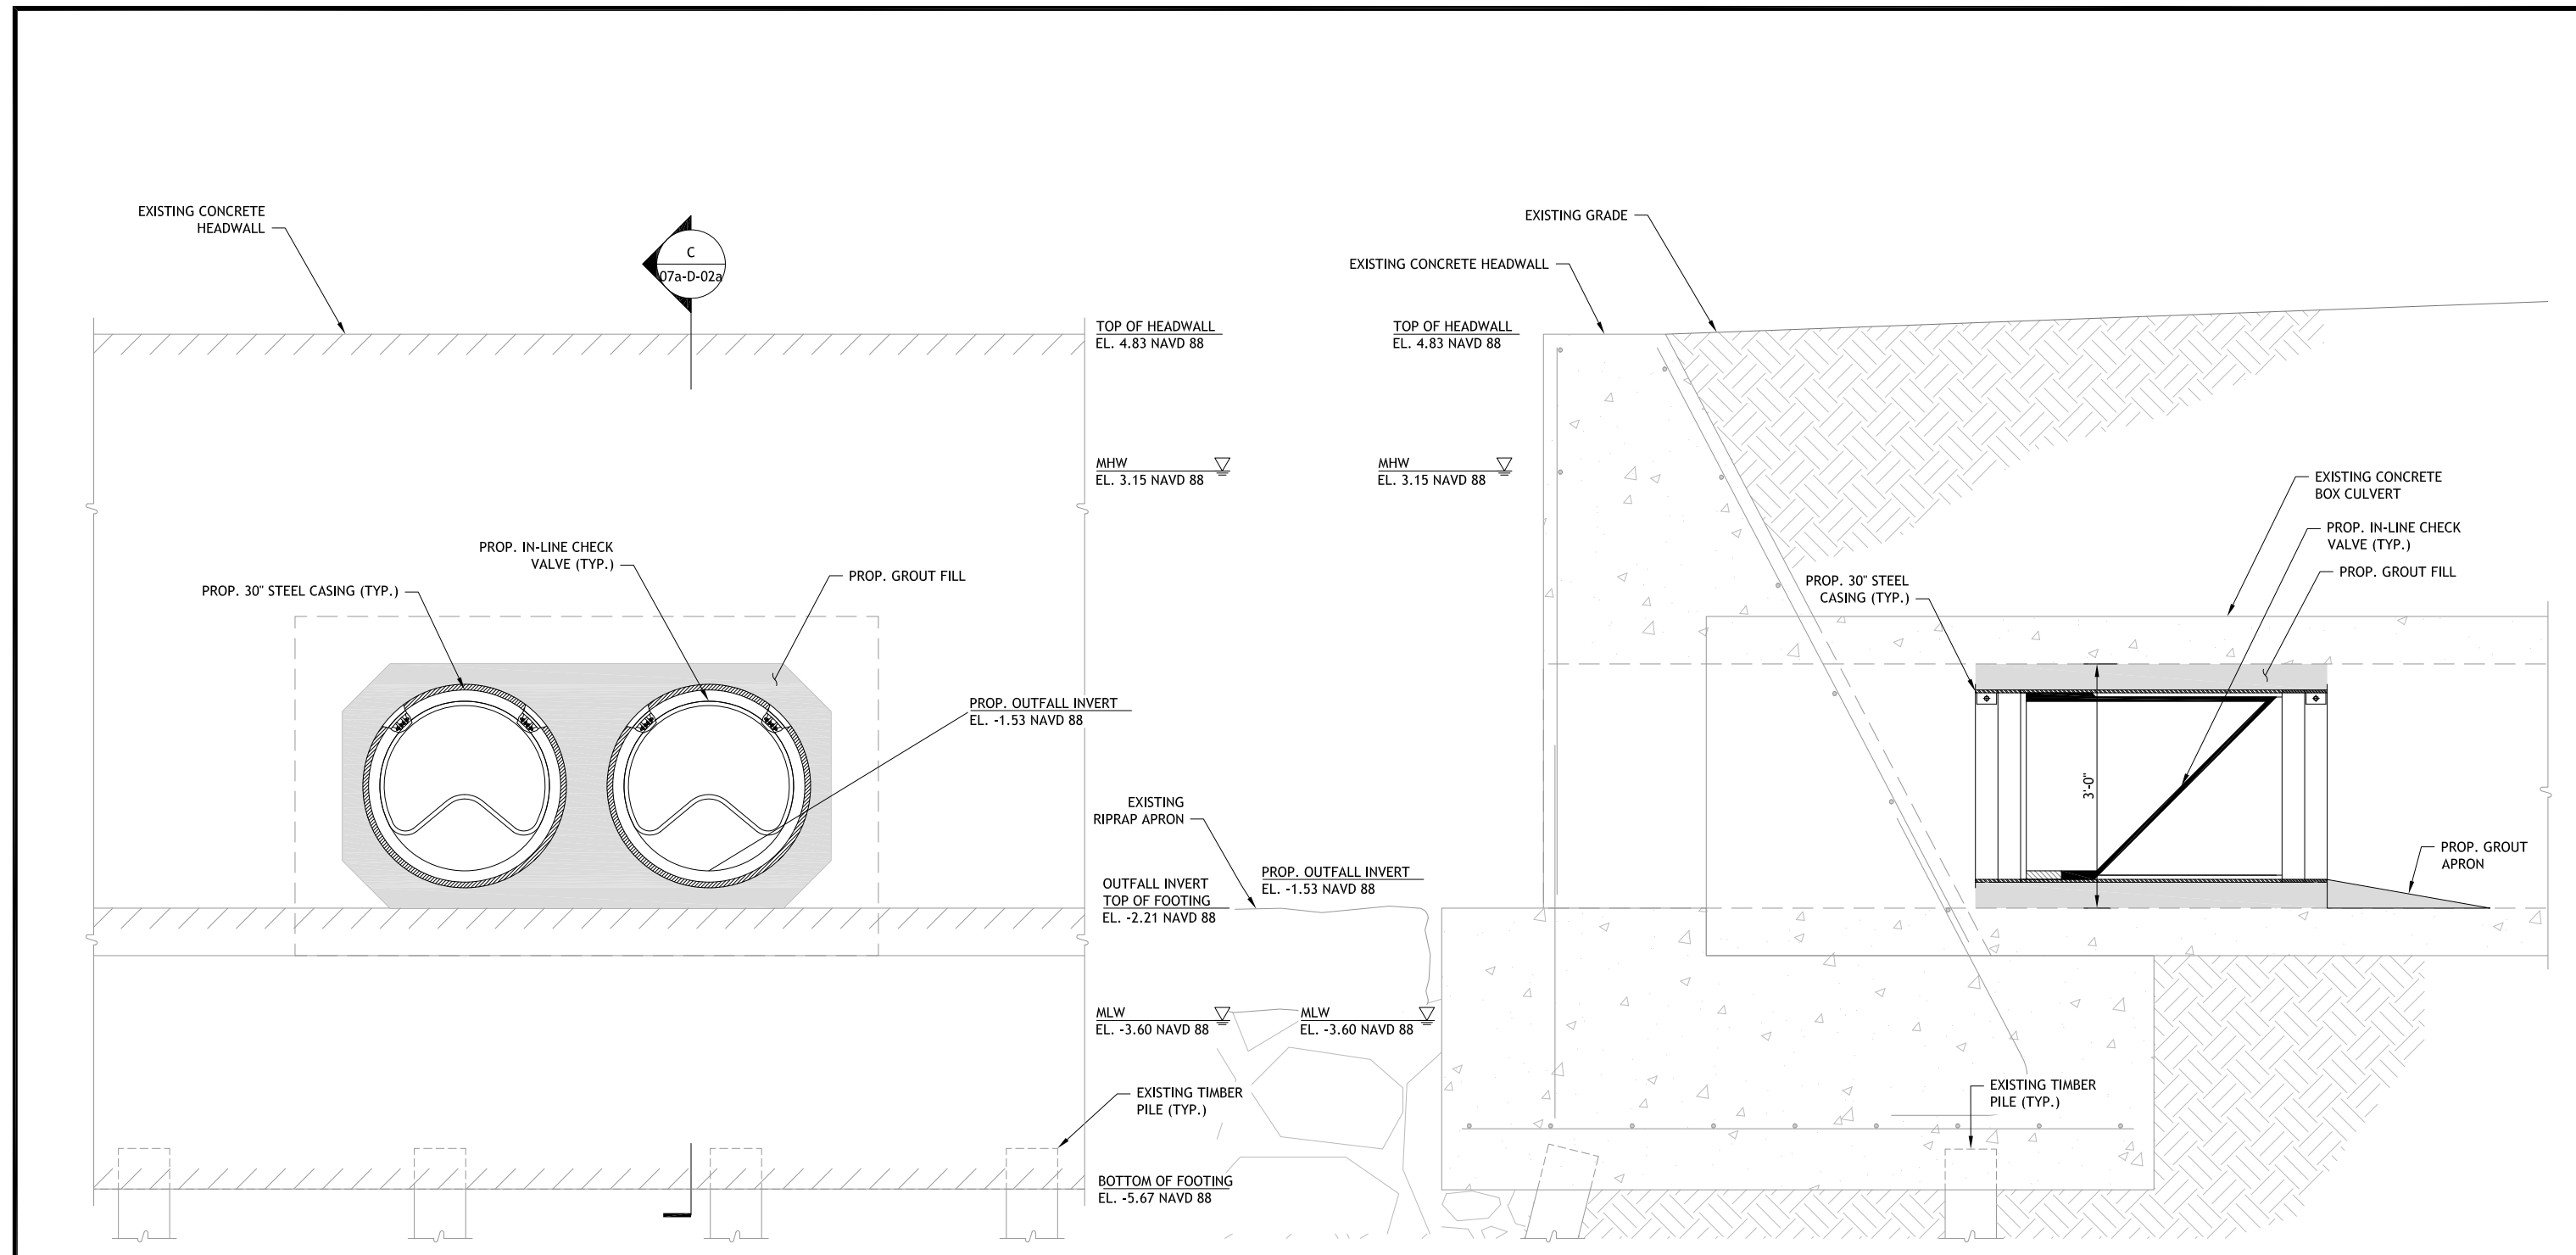 EXISTING CONCRETE
HEADWALL
C
07a-D-02a
TOP OF HEADWALL
EL. 4.83 NAVD 88
MHW
EL. 3.15 NAVD 88
PROP. IN-LINE CHECK
VALVE (TYP.)
PROP. GROUT FILL
PROP. 30" STEEL CASING (TYP.)
PROP. OUTFALL INVERT
EL. -1.53 NAVD 88
OUTFALL INVERT
TOP OF FOOTING
EL. -2.21 NAVD 88
MLW
EL. -3.60 NAVD 88
EXISTING TIMBER
PILE (TYP.)
BOTTOM OF FOOTING
EL. -5.67 NAVD 88
EXISTING GRADE
EXISTING CONCRETE HEADWALL
TOP OF HEADWALL
EL. 4.83 NAVD 88
MHW
EL. 3.15 NAVD 88
EXISTING CONCRETE
BOX CULVERT
PROP. IN-LINE CHECK
VALVE (TYP.)
PROP. GROUT FILL
PROP. 30" STEEL
CASING (TYP.)
3'-0"
EXISTING
RIPRAP APRON
PROP. OUTFALL INVERT
EL. -1.53 NAVD 88
PROP. GROUT
APRON
MLW
EL. -3.60 NAVD 88
EXISTING TIMBER
PILE (TYP.)